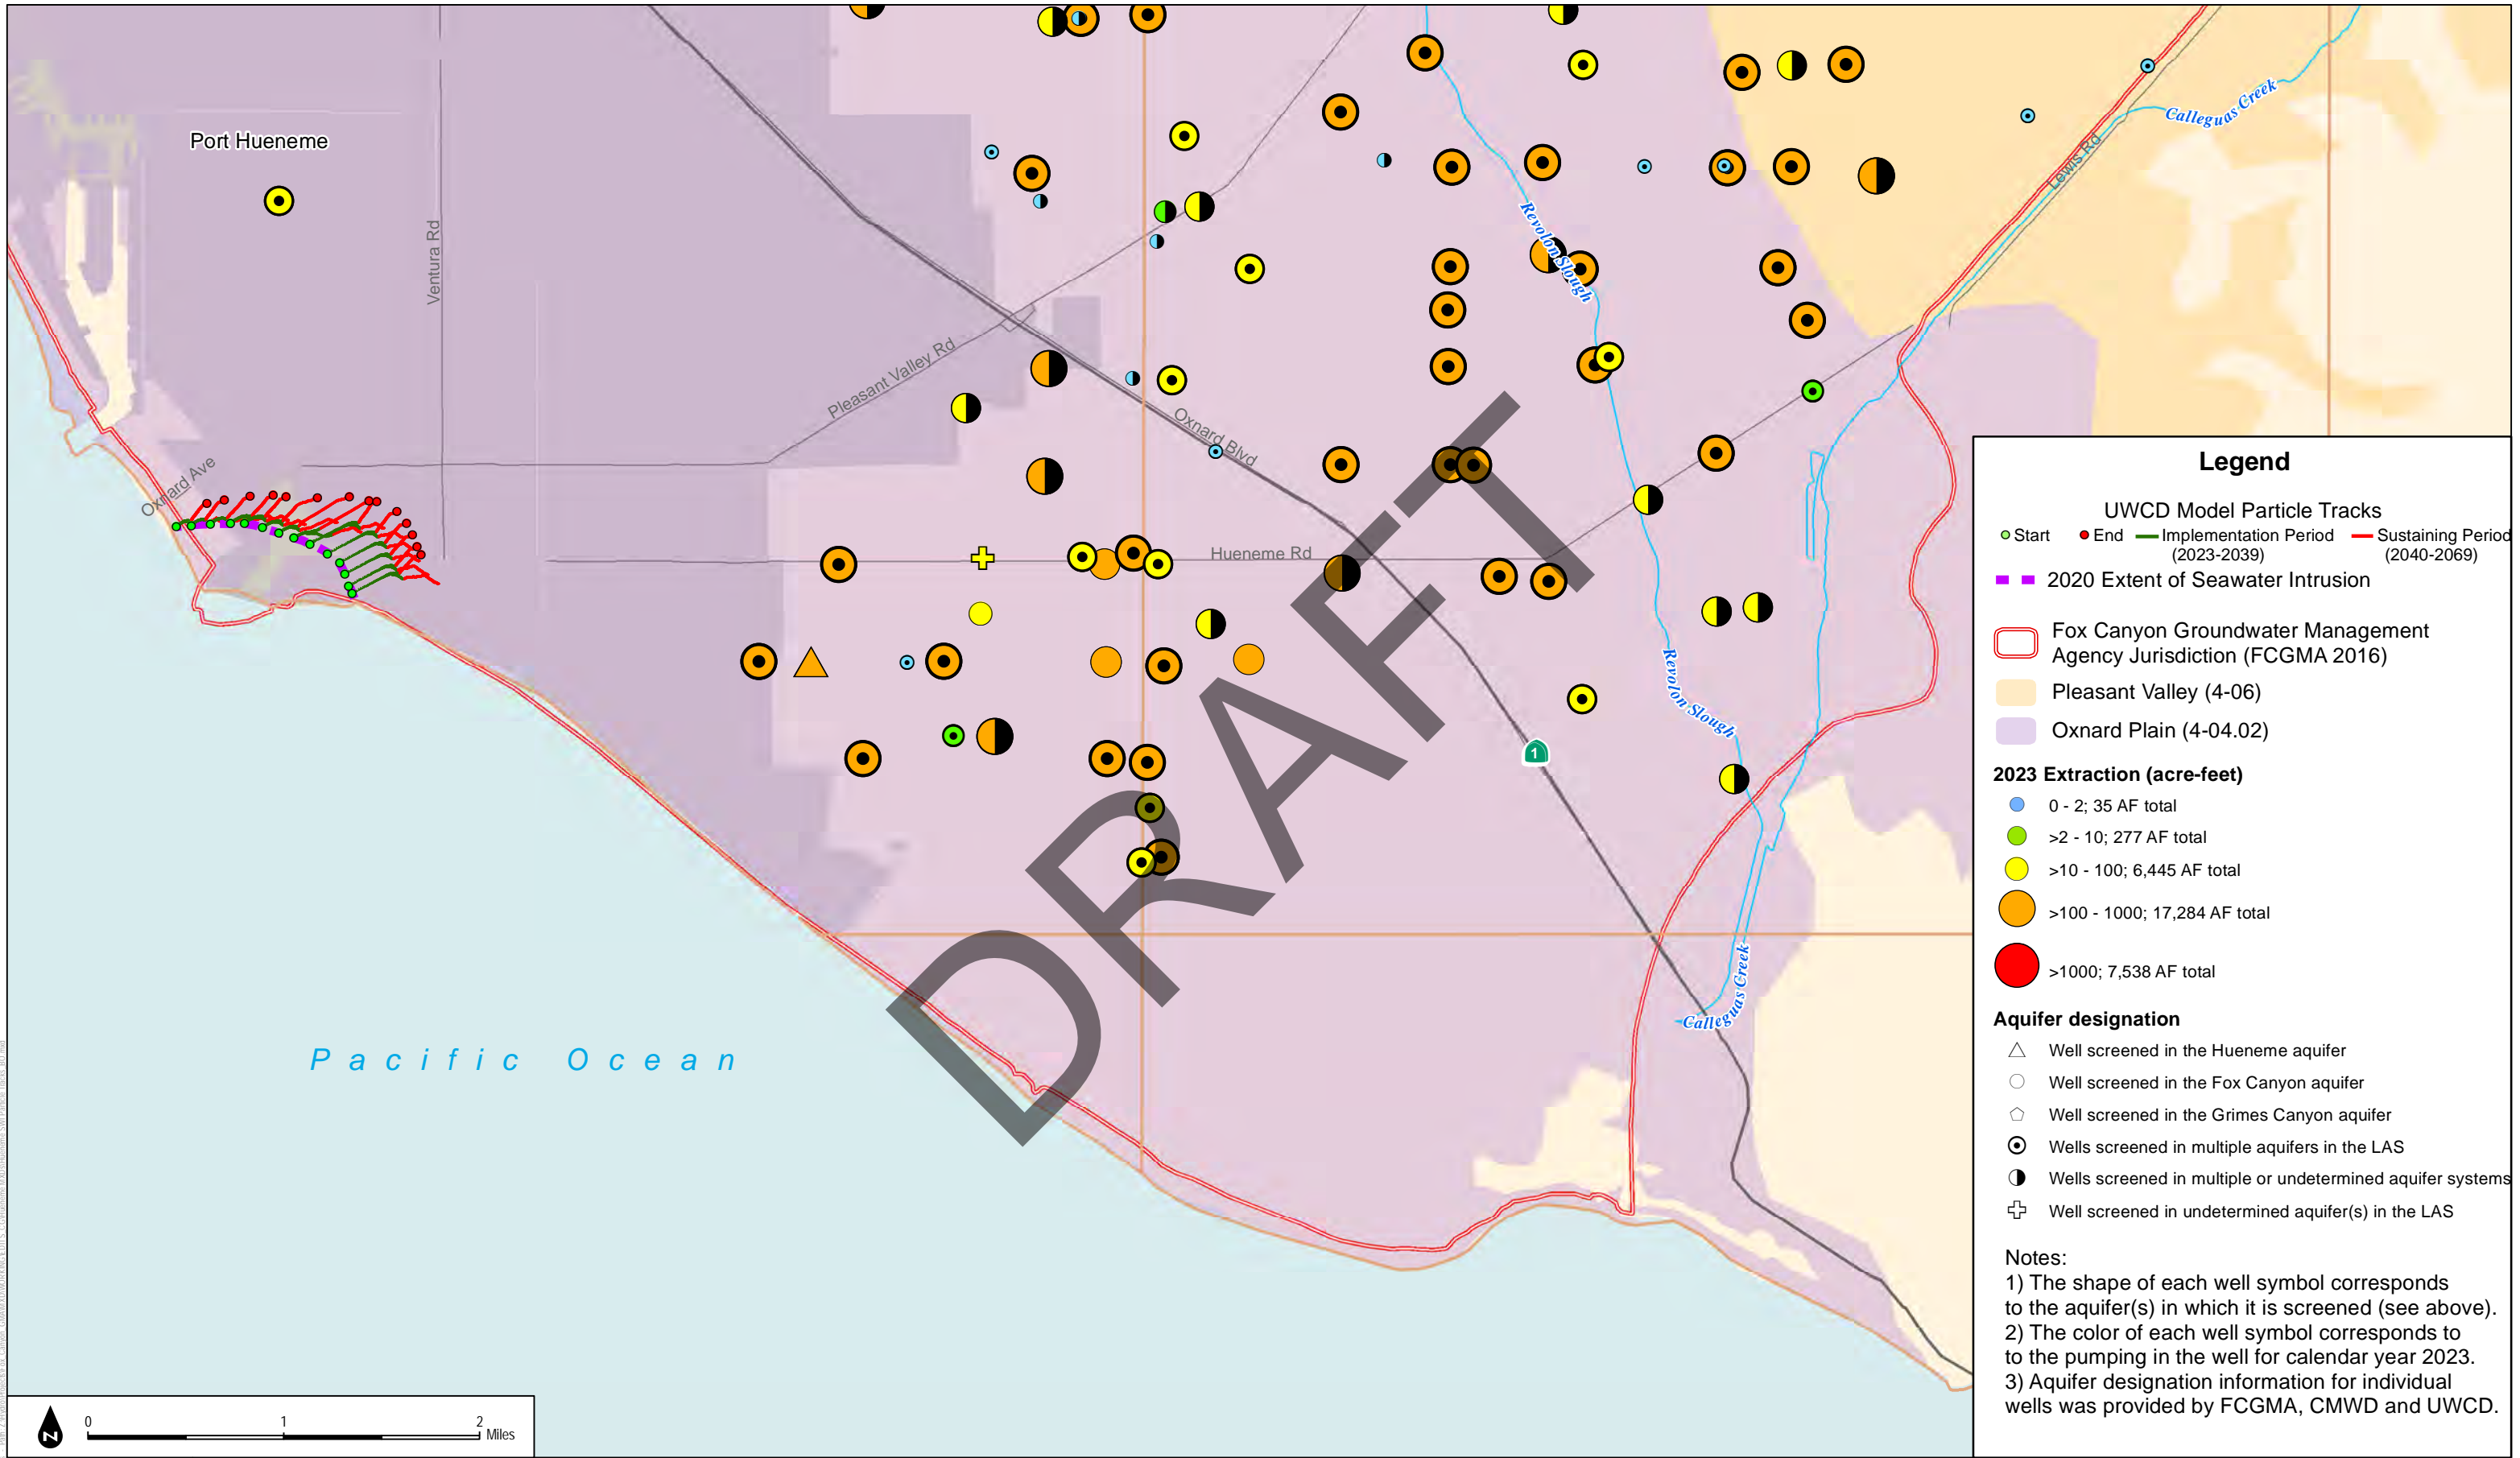 Port Hueneme
Ventura Rd
Oxnard Ave
Pleasant Valley Rd
Oxnard Blvd
Hueneme Rd
Revolon Slough
Revolon Slough
Calleguas Creek
Lewis Rd
Calleguas Creek
1
Pacific Ocean
DRAFT
N
0 1 2
Miles
Legend
UWCD Model Particle Tracks
Start End Implementation Period Sustaining Period
(2023-2039) (2040-2069)
2020 Extent of Seawater Intrusion
Fox Canyon Groundwater Management
Agency Jurisdiction (FCGMA 2016)
Pleasant Valley (4-06)
Oxnard Plain (4-04.02)
2023 Extraction (acre-feet)
0 - 2; 35 AF total
>2 - 10; 277 AF total
>10 - 100; 6,445 AF total
>100 - 1000; 17,284 AF total
>1000; 7,538 AF total
Aquifer designation
Well screened in the Hueneme aquifer
Well screened in the Fox Canyon aquifer
Well screened in the Grimes Canyon aquifer
Wells screened in multiple aquifers in the LAS
Wells screened in multiple or undetermined aquifer systems
Well screened in undetermined aquifer(s) in the LAS
Notes:
1) The shape of each well symbol corresponds
to the aquifer(s) in which it is screened (see above).
2) The color of each well symbol corresponds to
to the pumping in the well for calendar year 2023.
3) Aquifer designation information for individual
wells was provided by FCGMA, CMWD and UWCD.